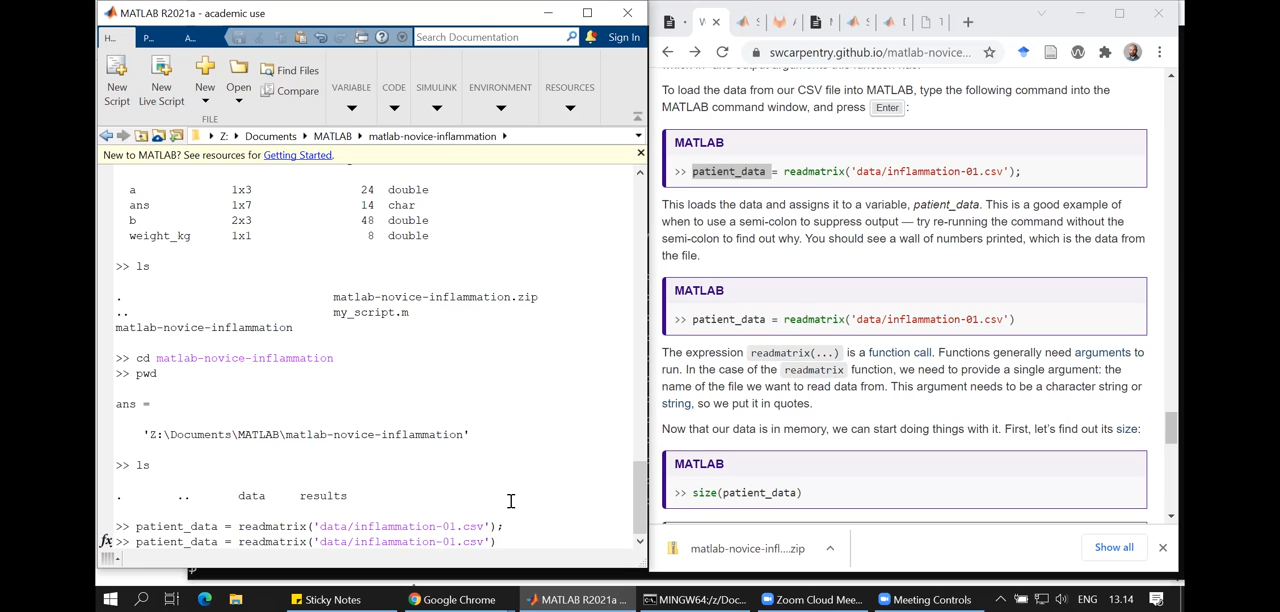 MATLAB R2021a - academic use
H... P... A... Search Documentation Sign In
New Script
New Live Script
New
Open
Find Files
Compare
FILE
VARIABLE CODE SIMULINK ENVIRONMENT RESOURCES
Z: Documents MATLAB matlab-novice-inflammation
New to MATLAB? See resources for Getting Started.
a 1x3 24 double
ans 1x7 14 char
b 2x3 48 double
weight_kg 1x1 8 double
>> ls
. matlab-novice-inflammation.zip
.. my_script.m
matlab-novice-inflammation
>> cd matlab-novice-inflammation
>> pwd
ans =
'Z:\Documents\MATLAB\matlab-novice-inflammation'
>> ls
. .. data results
>> patient_data = readmatrix('data/inflammation-01.csv');
fx >> patient_data = readmatrix('data/inflammation-01.csv')
swcarpentry.github.io/matlab-novice...
To load the data from our CSV file into MATLAB, type the following command into the
MATLAB command window, and press Enter :
MATLAB
>> patient_data = readmatrix('data/inflammation-01.csv');
This loads the data and assigns it to a variable, patient_data. This is a good example of
when to use a semi-colon to suppress output — try re-running the command without the
semi-colon to find out why. You should see a wall of numbers printed, which is the data from
the file.
MATLAB
>> patient_data = readmatrix('data/inflammation-01.csv')
The expression readmatrix(...) is a function call. Functions generally need arguments to
run. In the case of the readmatrix function, we need to provide a single argument: the
name of the file we want to read data from. This argument needs to be a character string or
string, so we put it in quotes.
Now that our data is in memory, we can start doing things with it. First, let's find out its size:
MATLAB
>> size(patient_data)
matlab-novice-infl....zip
Show all
Sticky Notes Google Chrome MATLAB R2021a ... MINGW64:/z/Doc... Zoom Cloud Mee... Meeting Controls ENG 13.14